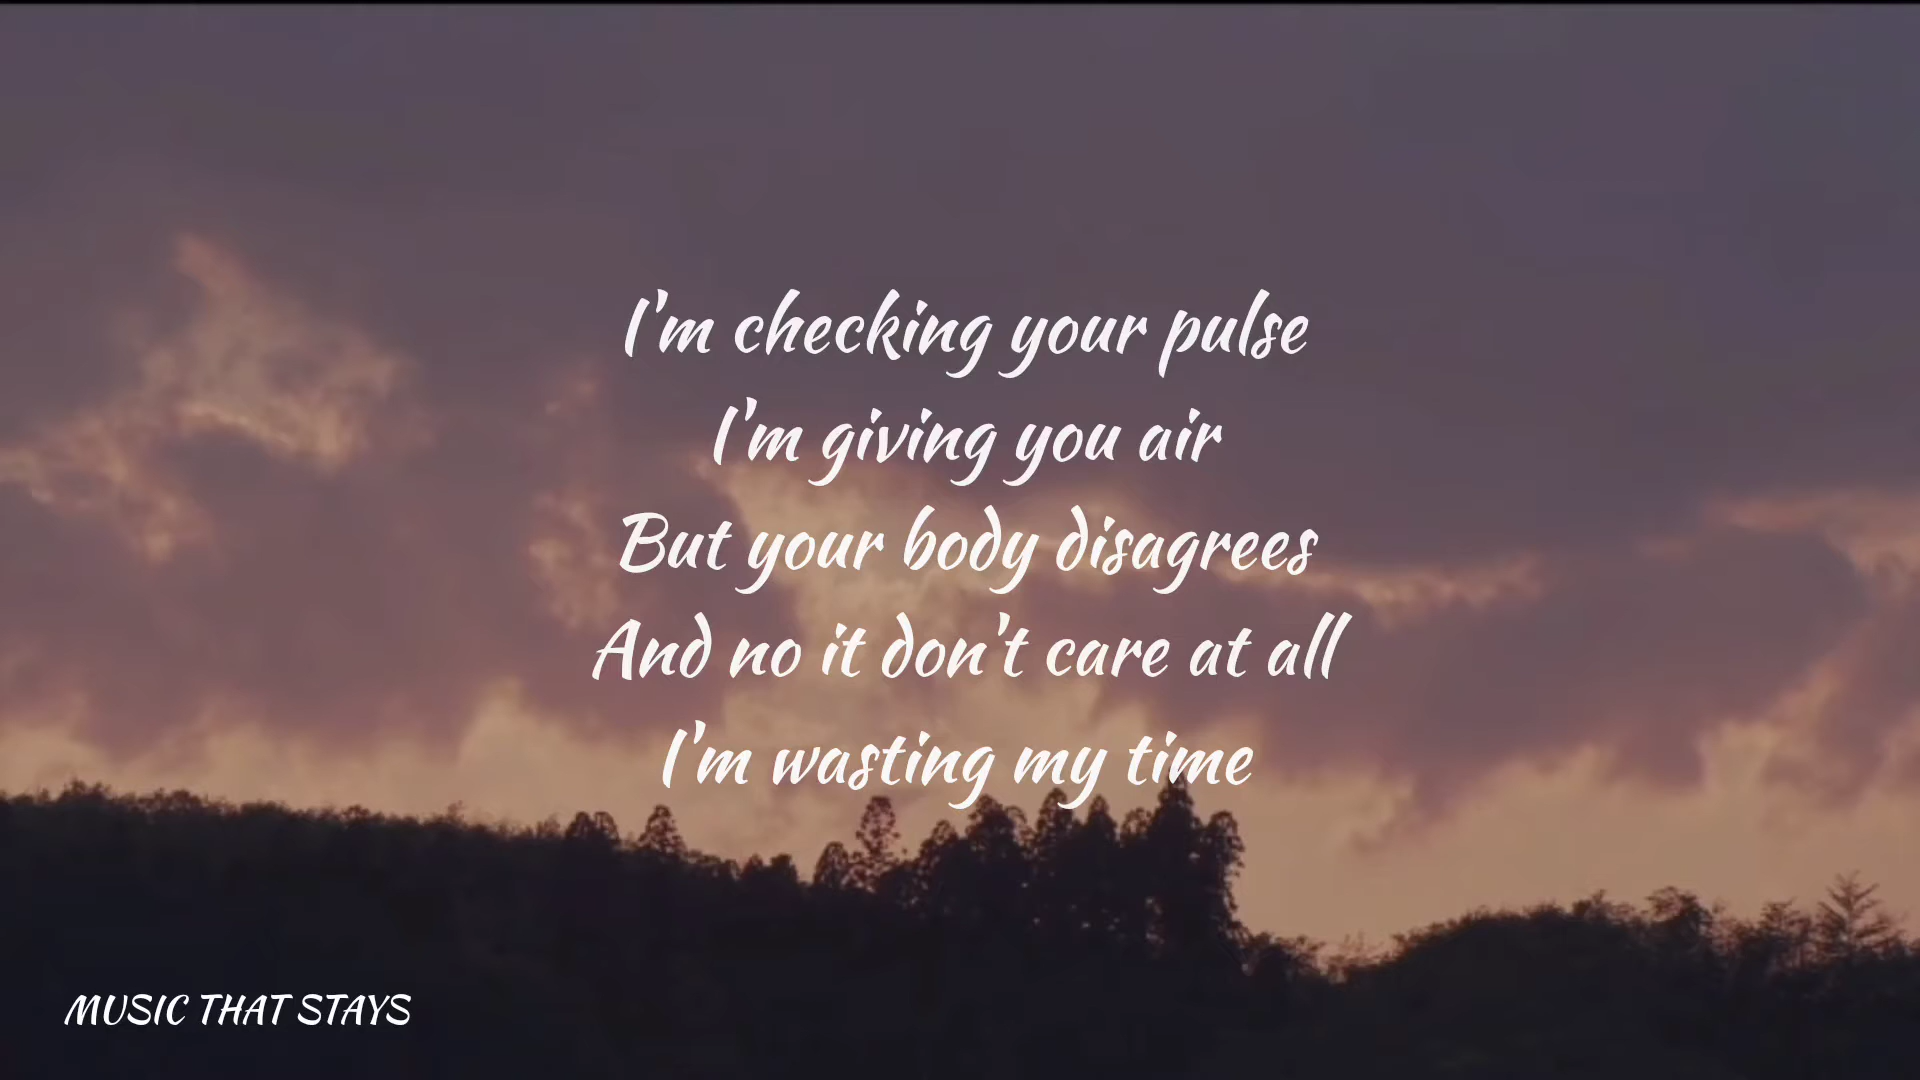 I'm checking your pulse
I'm giving you air
But your body disagrees
And no it don't care at all
I'm wasting my time
MUSIC THAT STAYS